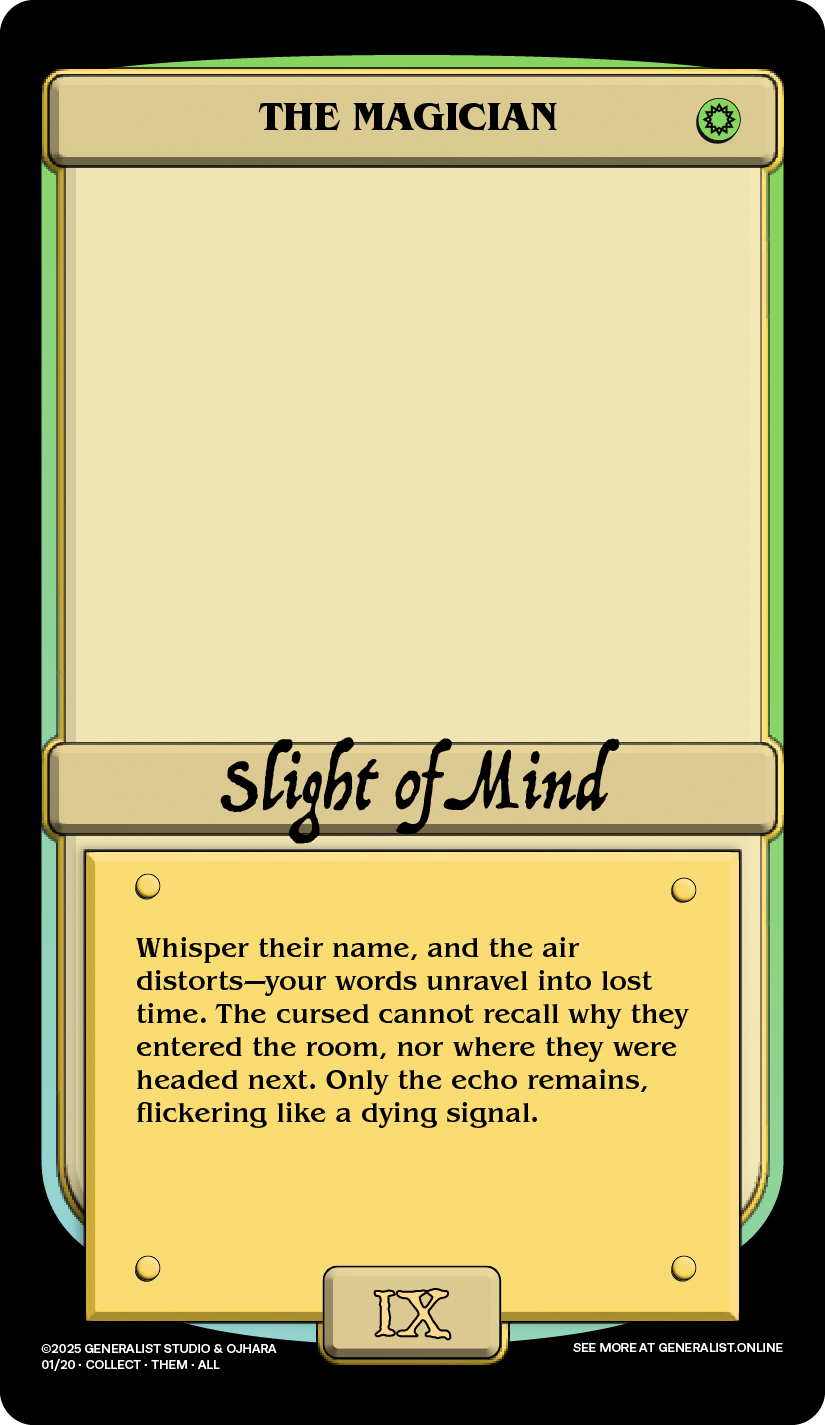 THE MAGICIAN
Slight of Mind
Whisper their name, and the air
distorts—your words unravel into lost
time. The cursed cannot recall why they
entered the room, nor where they were
headed next. Only the echo remains,
flickering like a dying signal.
IX
©2025 GENERALIST STUDIO & OJHARA
01/20 · COLLECT · THEM · ALL
SEE MORE AT GENERALIST.ONLINE